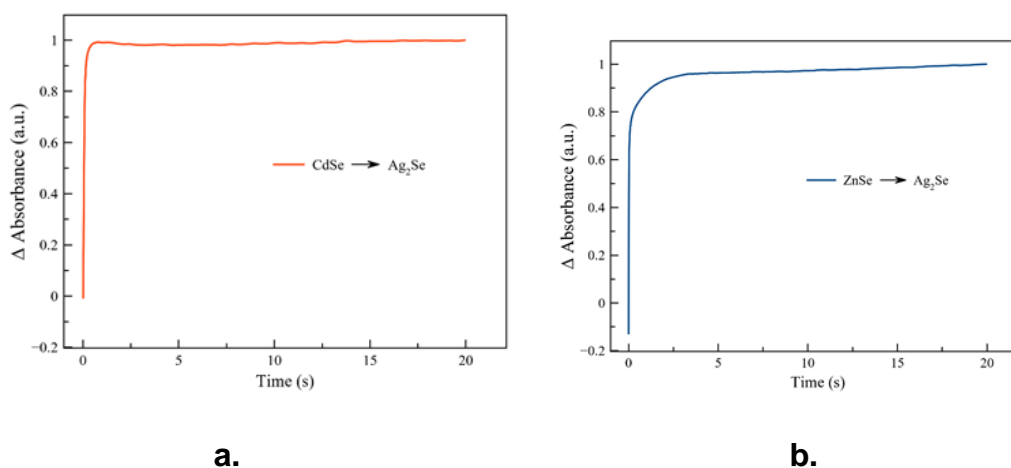 1
0.8
0.6
0.4
0.2
0
−0.2
Δ Absorbance (a.u.)
CdSe → Ag₂Se
0 5 10 15 20
Time (s)
a.
1
0.8
0.6
0.4
0.2
0
−0.2
Δ Absorbance (a.u.)
ZnSe → Ag₂Se
0 5 10 15 20
Time (s)
b.